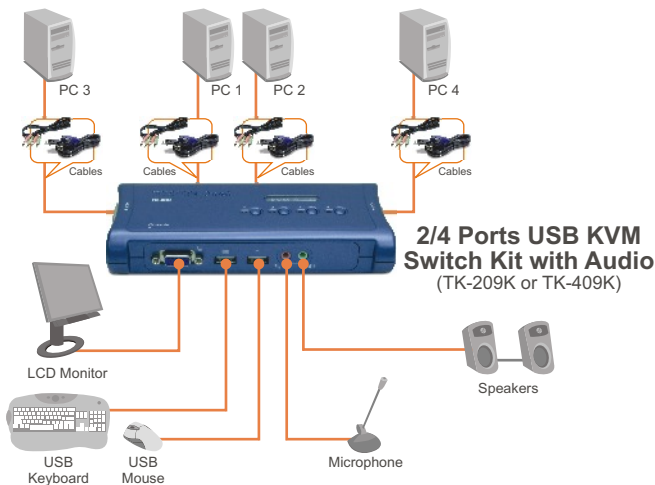 PC 3
PC 1
PC 2
PC 4
Cables
Cables
Cables
Cables
2/4 Ports USB KVM
Switch Kit with Audio
(TK-209K or TK-409K)
LCD Monitor
Speakers
USB
Keyboard
USB
Mouse
Microphone